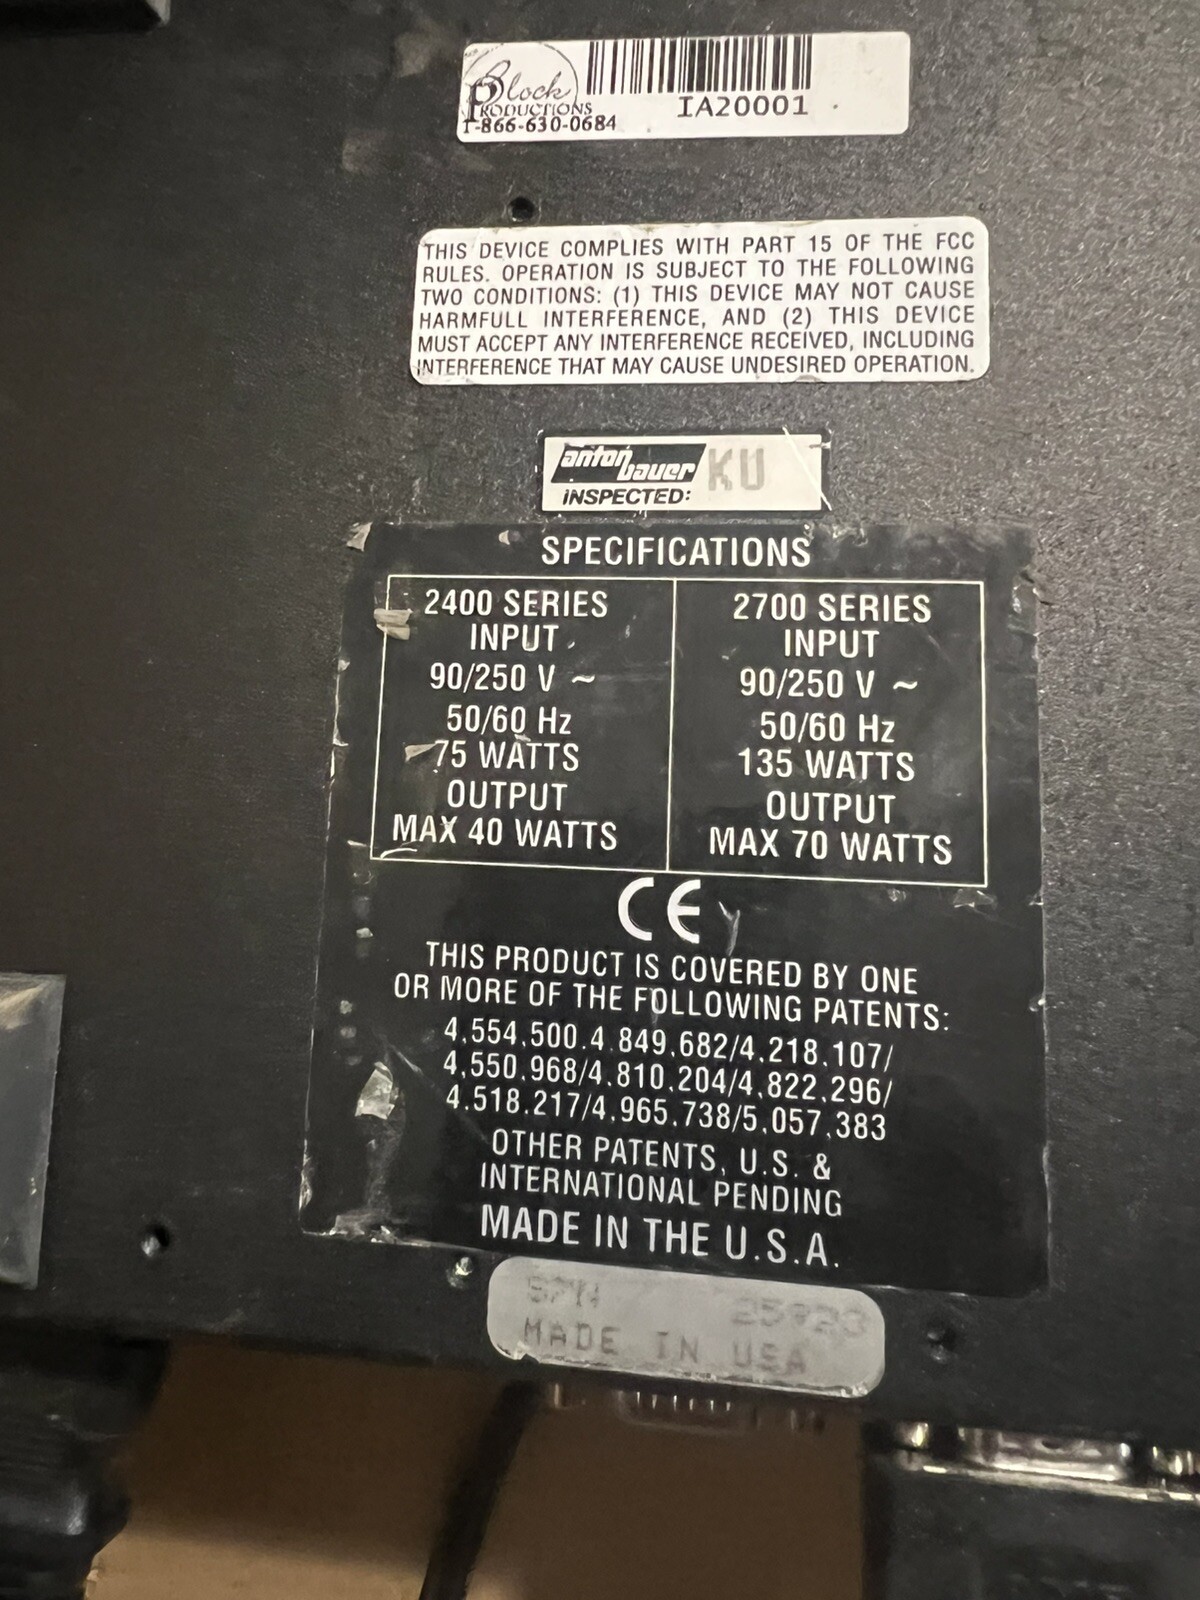 Block
PRODUCTIONS
1-866-630-0684
IA20001
THIS DEVICE COMPLIES WITH PART 15 OF THE FCC
RULES. OPERATION IS SUBJECT TO THE FOLLOWING
TWO CONDITIONS: (1) THIS DEVICE MAY NOT CAUSE
HARMFULL INTERFERENCE, AND (2) THIS DEVICE
MUST ACCEPT ANY INTERFERENCE RECEIVED, INCLUDING
INTERFERENCE THAT MAY CAUSE UNDESIRED OPERATION.
anton bauer KU
INSPECTED:
SPECIFICATIONS
2400 SERIES
INPUT
90/250 V ~
50/60 Hz
75 WATTS
OUTPUT
MAX 40 WATTS
2700 SERIES
INPUT
90/250 V ~
50/60 Hz
135 WATTS
OUTPUT
MAX 70 WATTS
CE
THIS PRODUCT IS COVERED BY ONE
OR MORE OF THE FOLLOWING PATENTS:
4,554,500.4.849,682/4,218,107/
4,550,968/4,810,204/4,822,296/
4.518.217/4,965,738/5,057,383
OTHER PATENTS, U.S. &
INTERNATIONAL PENDING
MADE IN THE U.S.A.
MADE IN USA